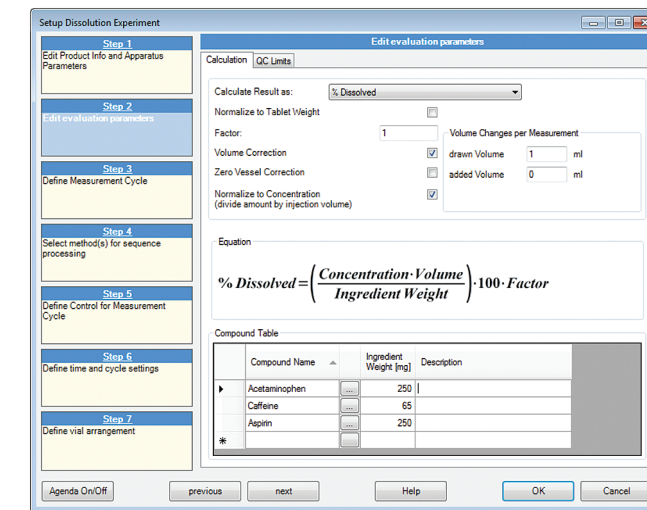 Setup Dissolution Experiment
Step 1
Edit Product Info and Apparatus
Parameters
Step 2
Edit evaluation parameters
Step 3
Define Measurement Cycle
Step 4
Select method(s) for sequence
processing
Step 5
Define Control for Measurement
Cycle
Step 6
Define time and cycle settings
Step 7
Define vial arrangement
Edit evaluation parameters
Calculation QC Limits
Calculate Result as: % Dissolved
Normalize to Tablet Weight
Factor: 1
Volume Correction
Zero Vessel Correction
Normalize to Concentration
(divide amount by injection volume)
Volume Changes per Measurement
drawn Volume 1 ml
added Volume 0 ml
Equation
% Dissolved = (Concentration·Volume / Ingredient Weight)·100·Factor
Compound Table
Compound Name Ingredient Weight [mg] Description
Acetaminophen ... 250
Caffeine ... 65
Aspirin ... 250
*
Agenda On/Off previous next Help OK Cancel